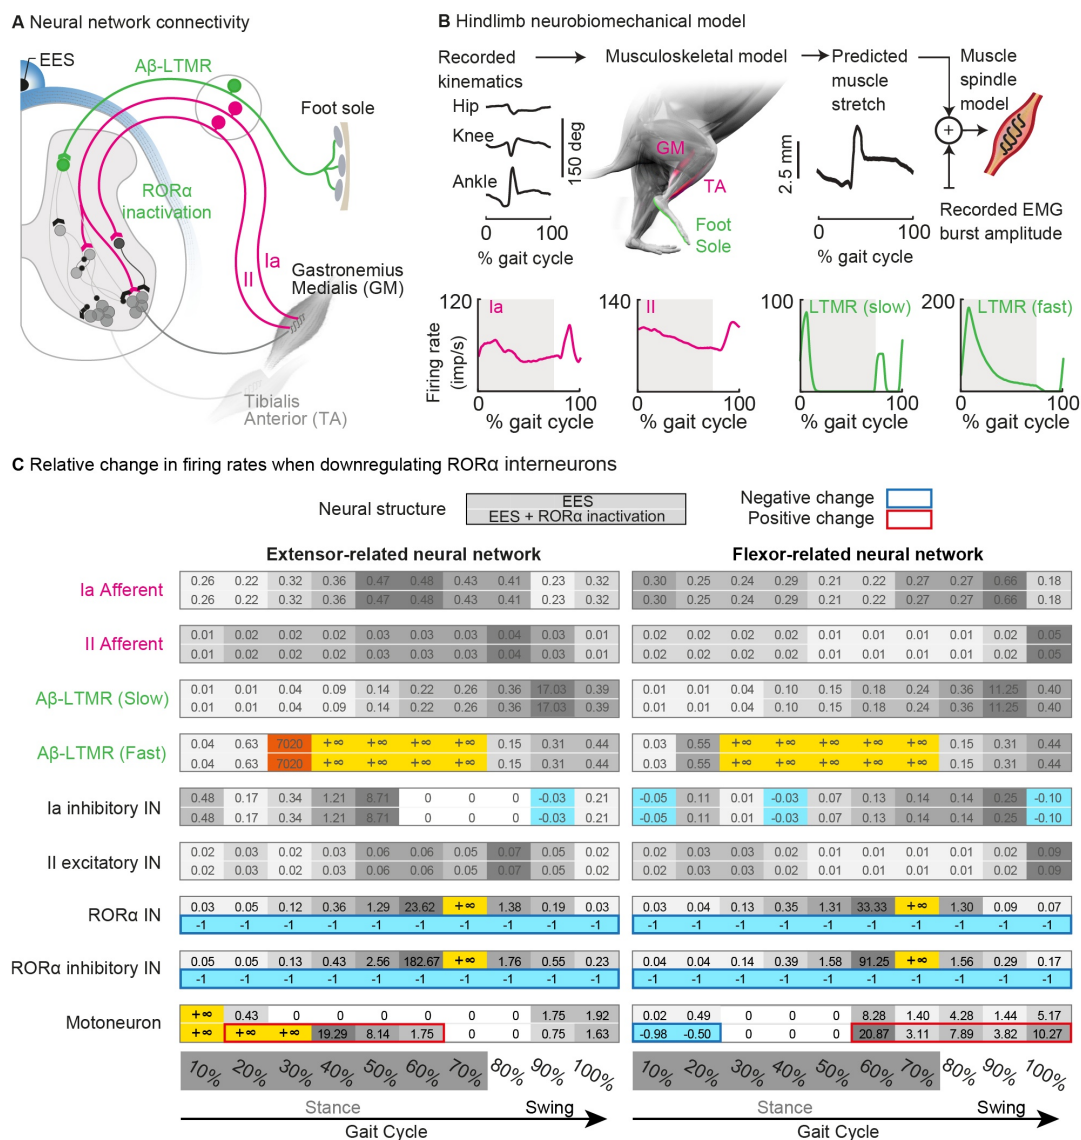 A Neural network connectivity
EES
Aβ-LTMR
Foot sole
RORα
inactivation
II
Ia
Gastronemius
Medialis (GM)
Tibialis
Anterior (TA)
B Hindlimb neurobiomechanical model
Recorded
kinematics
Musculoskeletal model
Predicted
muscle
stretch
Muscle
spindle
model
Hip
Knee
Ankle
150 deg
0 100
% gait cycle
GM
TA
Foot
Sole
2.5 mm
0 100
% gait cycle
+
Recorded EMG
burst amplitude
Firing rate
(imp/s)
120
Ia
0 100
% gait cycle
140
II
0 100
% gait cycle
100
LTMR (slow)
0 100
% gait cycle
200
LTMR (fast)
0 100
% gait cycle
C Relative change in firing rates when downregulating RORα interneurons
Neural structure
EES
EES + RORα inactivation
Negative change
Positive change
Extensor-related neural network
Flexor-related neural network
Ia Afferent
0.26 0.22 0.32 0.36 0.47 0.48 0.43 0.41 0.23 0.32 0.30 0.25 0.24 0.29 0.21 0.22 0.27 0.27 0.66 0.18
0.26 0.22 0.32 0.36 0.47 0.48 0.43 0.41 0.23 0.32 0.30 0.25 0.24 0.29 0.21 0.22 0.27 0.27 0.66 0.18
II Afferent
0.01 0.02 0.02 0.02 0.03 0.03 0.03 0.04 0.03 0.01 0.02 0.02 0.02 0.02 0.01 0.01 0.01 0.01 0.02 0.05
0.01 0.02 0.02 0.02 0.03 0.03 0.03 0.04 0.03 0.01 0.02 0.02 0.02 0.02 0.01 0.01 0.01 0.01 0.02 0.05
Aβ-LTMR (Slow)
0.01 0.01 0.04 0.09 0.14 0.22 0.26 0.36 17.03 0.39 0.01 0.01 0.04 0.10 0.15 0.18 0.24 0.36 11.25 0.40
0.01 0.01 0.04 0.09 0.14 0.22 0.26 0.36 17.03 0.39 0.01 0.01 0.04 0.10 0.15 0.18 0.24 0.36 11.25 0.40
Aβ-LTMR (Fast)
0.04 0.63 7020 +∞ +∞ +∞ +∞ 0.15 0.31 0.44 0.03 0.55 +∞ +∞ +∞ +∞ +∞ 0.15 0.31 0.44
0.04 0.63 7020 +∞ +∞ +∞ +∞ 0.15 0.31 0.44 0.03 0.55 +∞ +∞ +∞ +∞ +∞ 0.15 0.31 0.44
Ia inhibitory IN
0.48 0.17 0.34 1.21 8.71 0 0 0 -0.03 0.21 -0.05 0.11 0.01 -0.03 0.07 0.13 0.14 0.14 0.25 -0.10
0.48 0.17 0.34 1.21 8.71 0 0 0 -0.03 0.21 -0.05 0.11 0.01 -0.03 0.07 0.13 0.14 0.14 0.25 -0.10
II excitatory IN
0.02 0.03 0.02 0.03 0.06 0.06 0.05 0.07 0.05 0.02 0.02 0.03 0.03 0.02 0.01 0.01 0.01 0.01 0.02 0.09
0.02 0.03 0.02 0.03 0.06 0.06 0.05 0.07 0.05 0.02 0.02 0.03 0.03 0.02 0.01 0.01 0.01 0.01 0.02 0.09
RORα IN
0.03 0.05 0.12 0.36 1.29 23.62 +∞ 1.38 0.19 0.03 0.03 0.04 0.13 0.35 1.31 33.33 +∞ 1.30 0.09 0.07
-1 -1 -1 -1 -1 -1 -1 -1 -1 -1 -1 -1 -1 -1 -1 -1 -1 -1 -1 -1
RORα inhibitory IN
0.05 0.05 0.13 0.43 2.56 182.67 +∞ 1.76 0.55 0.23 0.04 0.04 0.14 0.39 1.58 91.25 +∞ 1.56 0.29 0.17
-1 -1 -1 -1 -1 -1 -1 -1 -1 -1 -1 -1 -1 -1 -1 -1 -1 -1 -1 -1
Motoneuron
+∞ 0.43 0 0 0 0 0 0 1.75 1.92 0.02 0.49 0 0 0 8.28 1.40 4.28 1.44 5.17
+∞ +∞ +∞ 19.29 8.14 1.75 0 0 0.75 1.63 -0.98 -0.50 0 0 0 20.87 3.11 7.89 3.82 10.27
10% 20% 30% 40% 50% 60% 70% 80% 90% 100% 10% 20% 30% 40% 50% 60% 70% 80% 90% 100%
Stance Swing Stance Swing
Gait Cycle Gait Cycle